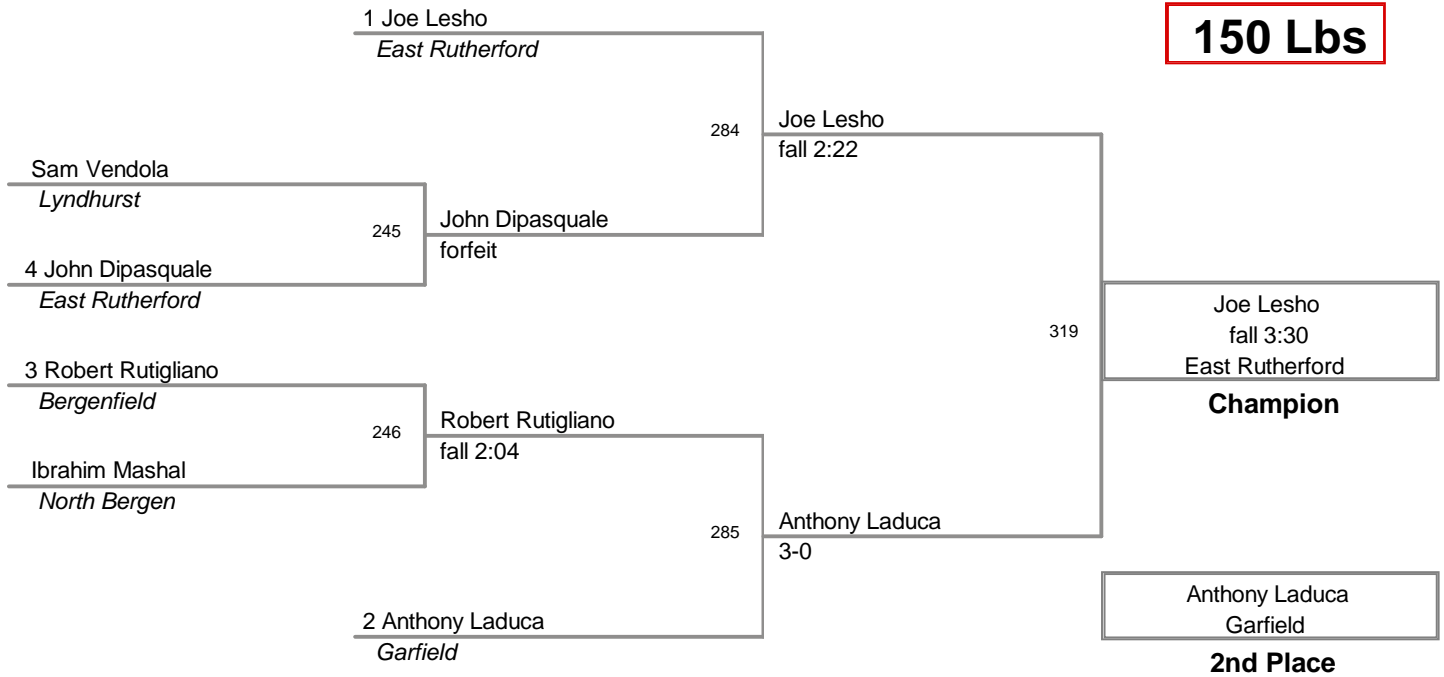 1 Joe Lesho
East Rutherford
150 Lbs
284
Joe Lesho
fall 2:22
Sam Vendola
Lyndhurst
245
John Dipasquale
forfeit
4 John Dipasquale
East Rutherford
319
Joe Lesho
fall 3:30
East Rutherford
Champion
3 Robert Rutigliano
Bergenfield
246
Robert Rutigliano
fall 2:04
Ibrahim Mashal
North Bergen
285
Anthony Laduca
3-0
2 Anthony Laduca
Garfield
Anthony Laduca
Garfield
2nd Place